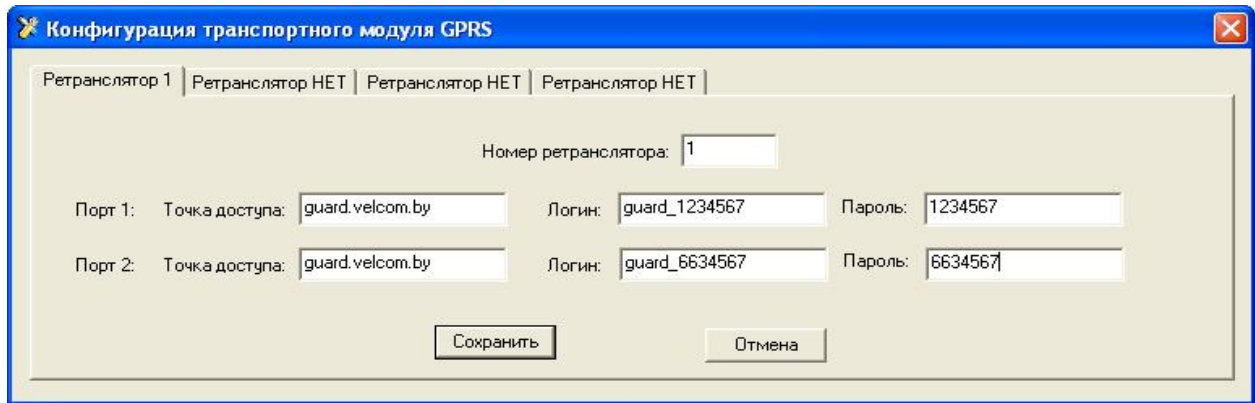 Конфигурация транспортного модуля GPRS
Ретранслятор 1 Ретранслятор НЕТ Ретранслятор НЕТ Ретранслятор НЕТ
Номер ретранслятора: 1
Порт 1: Точка доступа: guard.velcom.by Логин: guard_1234567 Пароль: 1234567
Порт 2: Точка доступа: guard.velcom.by Логин: guard_6634567 Пароль: 6634567
Сохранить Отмена